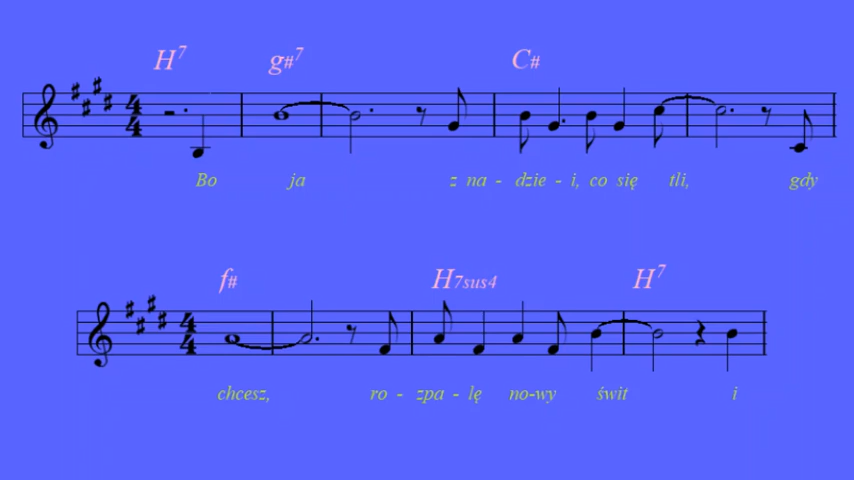 H7 g#7 C#
Bo ja z na - dzie - i, co się tli, gdy
f# H7sus4 H7
chcesz, ro - zpa - lę no-wy świt i